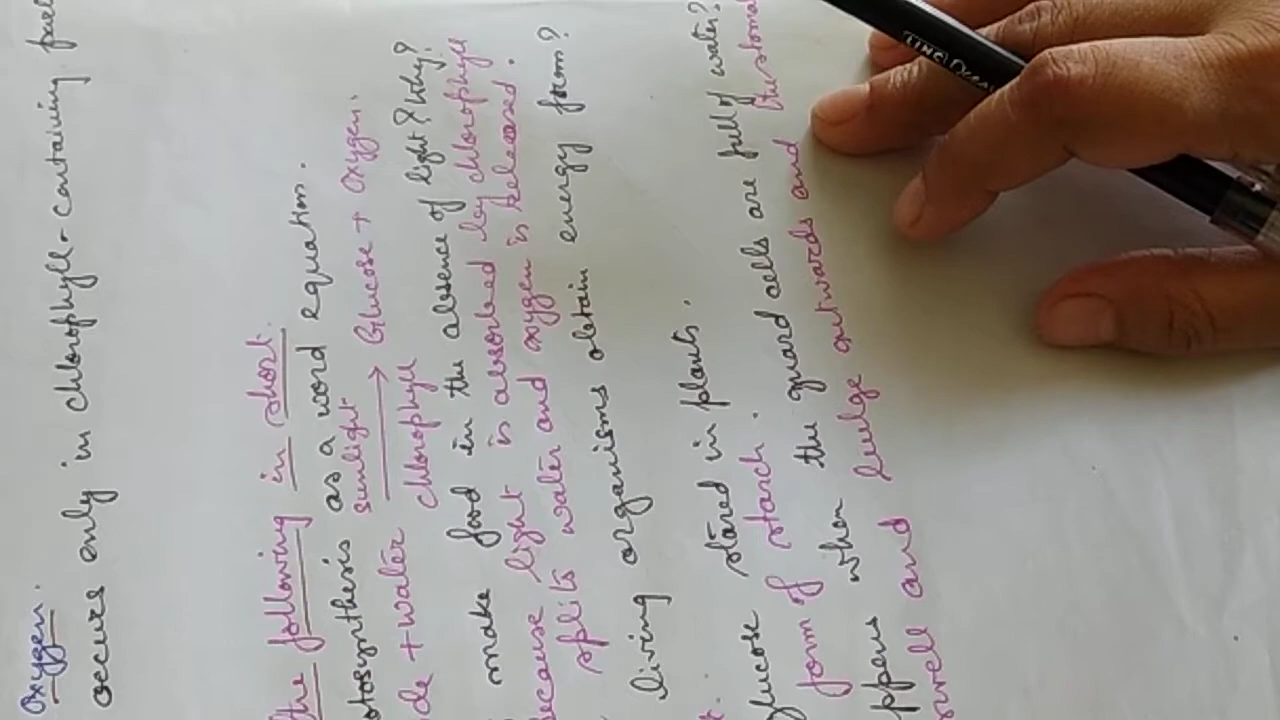 Oxygen.
occurs only in chlorophyll-containing
the following in short.
otosynthesis as a word equation.
sunlight
de + water → Glucose + Oxygen.
chlorophyll
make food in the absence of light? Why?
ecause light is absorbed by chlorophyll
splits water and oxygen is released.
living organisms obtain energy from?
t.
glucose stored in plants.
form of starch.
ppens when the guard cells are full of water?
swell and bulge outwards and